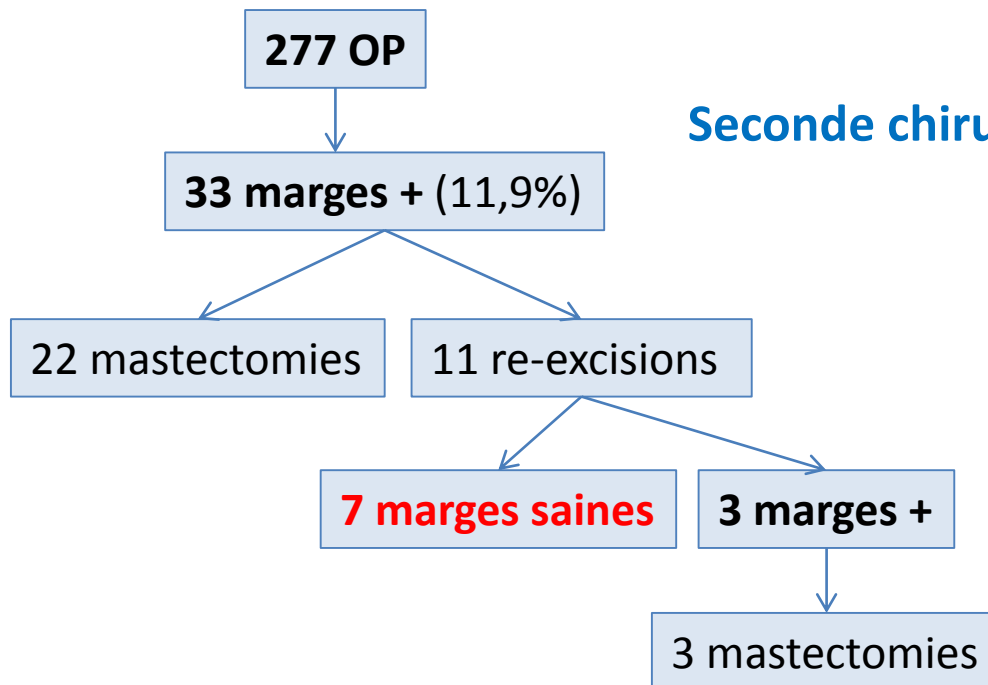 277 OP
Seconde chiru
33 marges + (11,9%)
22 mastectomies
11 re-excisions
7 marges saines
3 marges +
3 mastectomies